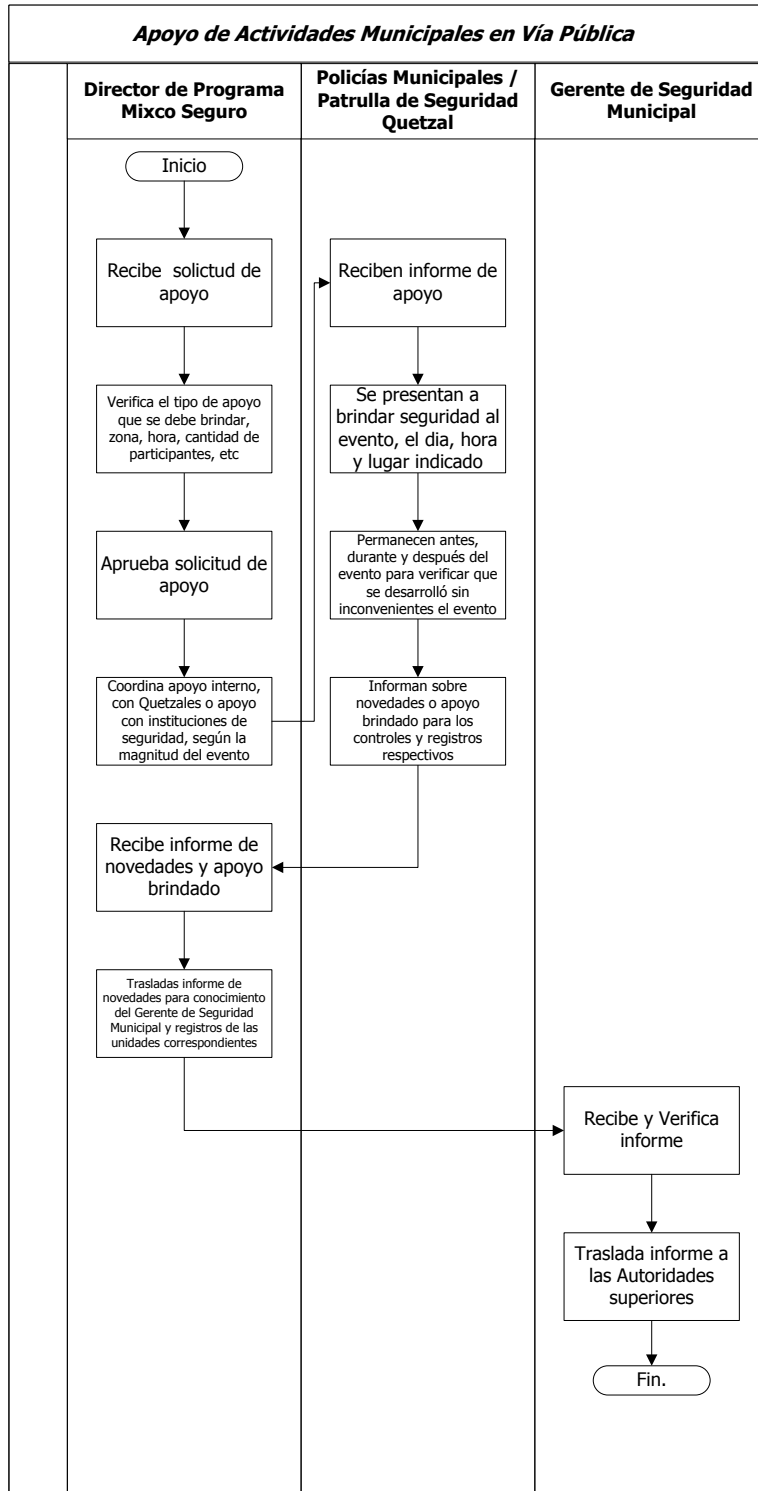 Apoyo de Actividades Municipales en Vía Pública
Director de Programa
Mixco Seguro
Policías Municipales /
Patrulla de Seguridad
Quetzal
Gerente de Seguridad
Municipal
Inicio
Recibe solictud de
apoyo
Verifica el tipo de apoyo
que se debe brindar,
zona, hora, cantidad de
participantes, etc
Aprueba solicitud de
apoyo
Coordina apoyo interno,
con Quetzales o apoyo
con instituciones de
seguridad, según la
magnitud del evento
Reciben informe de
apoyo
Se presentan a
brindar seguridad al
evento, el dia, hora
y lugar indicado
Permanecen antes,
durante y después del
evento para verificar que
se desarrolló sin
inconvenientes el evento
Informan sobre
novedades o apoyo
brindado para los
controles y registros
respectivos
Recibe informe de
novedades y apoyo
brindado
Trasladas informe de
novedades para conocimiento
del Gerente de Seguridad
Municipal y registros de las
unidades correspondientes
Recibe y Verifica
informe
Traslada informe a
las Autoridades
superiores
Fin.